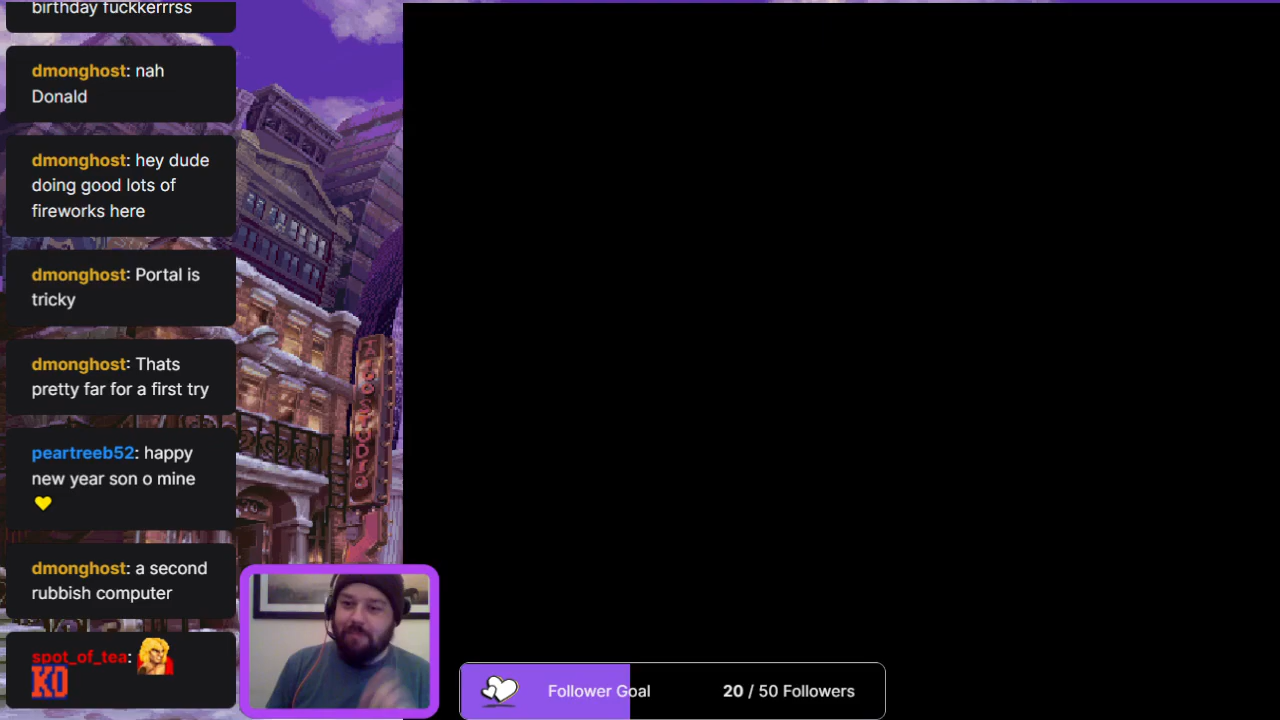 birthday fuckkerrrss
dmonghost: nah
Donald
dmonghost: hey dude
doing good lots of
fireworks here
dmonghost: Portal is
tricky
dmonghost: Thats
pretty far for a first try
peartreeb52: happy
new year son o mine
dmonghost: a second
rubbish computer
spot_of_tea:
KO
Follower Goal
20 / 50 Followers